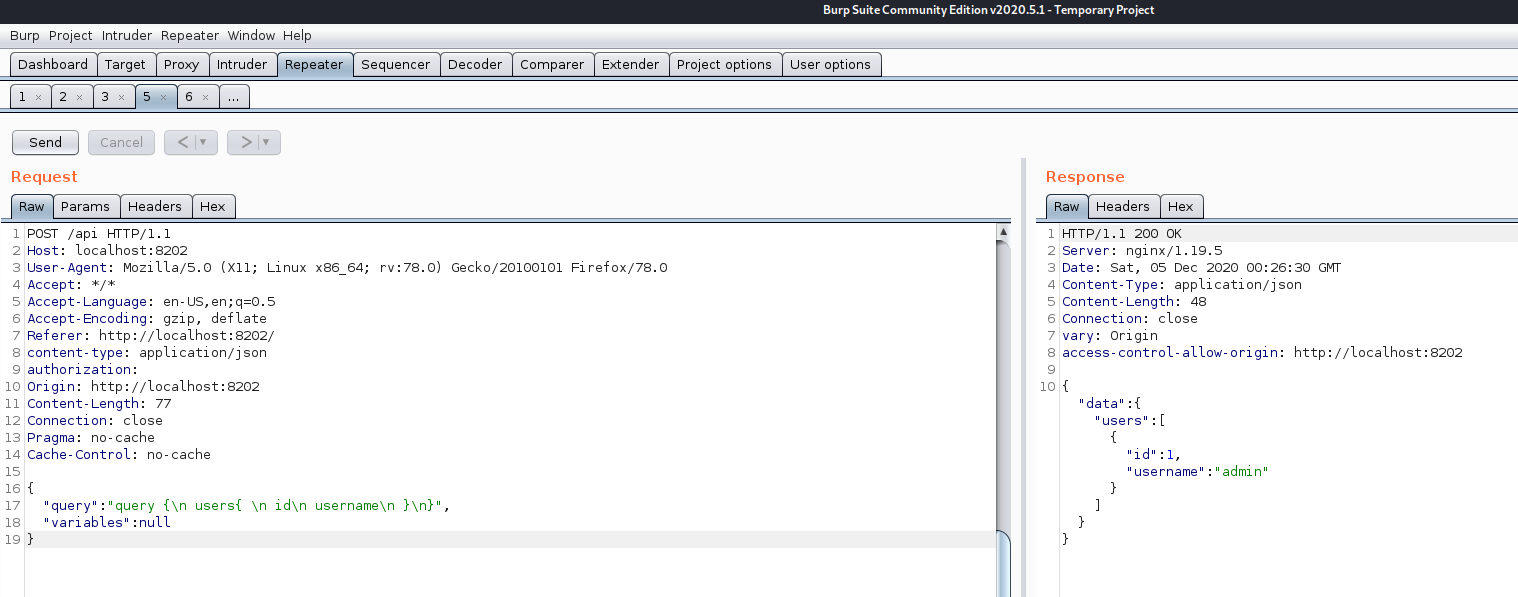 Burp Suite Community Edition v2020.5.1 - Temporary Project
Burp Project Intruder Repeater Window Help
Dashboard Target Proxy Intruder Repeater Sequencer Decoder Comparer Extender Project options User options
1 × 2 × 3 × 5 × 6 × ...
Send Cancel < ▼ > ▼
Request
Raw Params Headers Hex
1 POST /api HTTP/1.1
2 Host: localhost:8202
3 User-Agent: Mozilla/5.0 (X11; Linux x86_64; rv:78.0) Gecko/20100101 Firefox/78.0
4 Accept: */*
5 Accept-Language: en-US,en;q=0.5
6 Accept-Encoding: gzip, deflate
7 Referer: http://localhost:8202/
8 content-type: application/json
9 authorization:
10 Origin: http://localhost:8202
11 Content-Length: 77
12 Connection: close
13 Pragma: no-cache
14 Cache-Control: no-cache
15
16 {
17 "query":"query {\n users{ \n id\n username\n }\n}",
18 "variables":null
19 }
Response
Raw Headers Hex
1 HTTP/1.1 200 OK
2 Server: nginx/1.19.5
3 Date: Sat, 05 Dec 2020 00:26:30 GMT
4 Content-Type: application/json
5 Content-Length: 48
6 Connection: close
7 vary: Origin
8 access-control-allow-origin: http://localhost:8202
9
10 {
"data":{
"users":[
{
"id":1,
"username":"admin"
}
]
}
}